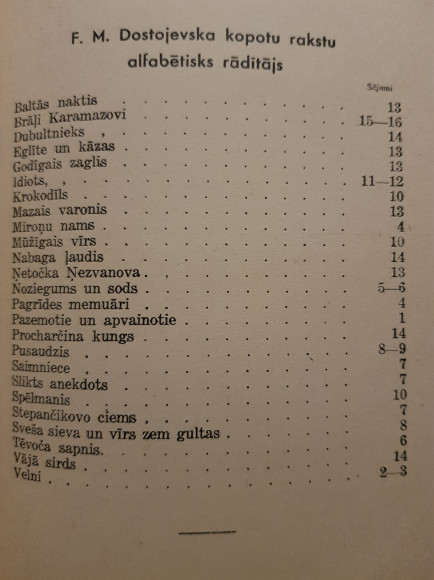 F. M. Dostojevska kopotu rakstu
alfabētisks rādītājs
Sējumi
Baltās naktis . . . . . . . . . . 13
Brāļi Karamazovi . . . . . . . . . 15—16
Dubultnieks , . . . . . . . . . . 14
Eglīte un kāzas . . . . . . . . . . 13
Godīgais zaglis . . . . . . . . . . 13
Idiots, , . . . . . . . . . . 11—12
Krokodīls . . . . . . . . . . 10
Mazais varonis . . . . . . . . . . 13
Miroņu nams . . . . . . . . . . 4
Mūžīgais vīrs . . . . . . . . . . 10
Nabaga ļaudis . . . . . . . . . . 14
Ņetočka Ņezvanova . . . . . . . . . 13
Noziegums un sods . . . . . . . . . 5—6
Pagrīdes memuāri . . . . . . . . . 4
Pazemotie un apvainotie . . . . . . . . 1
Procharčina kungs . . . . . . . . . 14
Pusaudzis . . . . . . . . . . 8—9
Saimniece . . . . . . . . . . 7
Slikts anekdots . . . . . . . . . . 7
Spēlmanis . . . . . . . . . . 10
Stepančikovo ciems . . . . . . . . . 7
Sveša sieva un vīrs zem gultas . . . . . . 8
Tēvoča sapnis . . . . . . . . . . 6
Vājā sirds . . . . . . . . . . 14
Velni . . . . . . . . . . 2—3